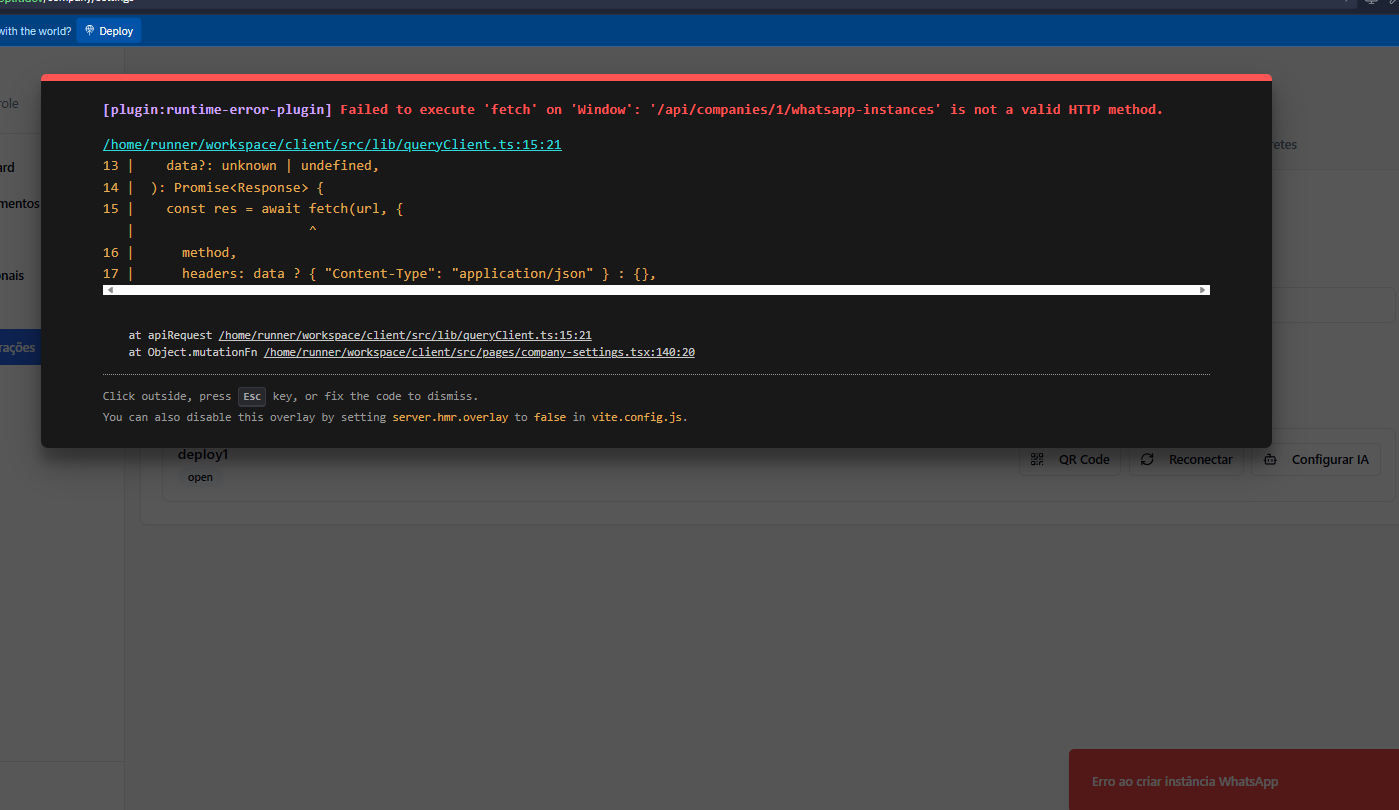 /company/settings
with the world? Deploy
role
[plugin:runtime-error-plugin] Failed to execute 'fetch' on 'Window': '/api/companies/1/whatsapp-instances' is not a valid HTTP method.
/home/runner/workspace/client/src/lib/queryClient.ts:15:21
13 | data?: unknown | undefined,
14 | ): Promise<Response> {
15 | const res = await fetch(url, {
| ^
16 | method,
17 | headers: data ? { "Content-Type": "application/json" } : {},
at apiRequest /home/runner/workspace/client/src/lib/queryClient.ts:15:21
at Object.mutationFn /home/runner/workspace/client/src/pages/company-settings.tsx:140:20
Click outside, press Esc key, or fix the code to dismiss.
You can also disable this overlay by setting server.hmr.overlay to false in vite.config.js.
retes
ard
mentos
onais
rações
deploy1
open
QR Code Reconectar Configurar IA
Erro ao criar instância WhatsApp